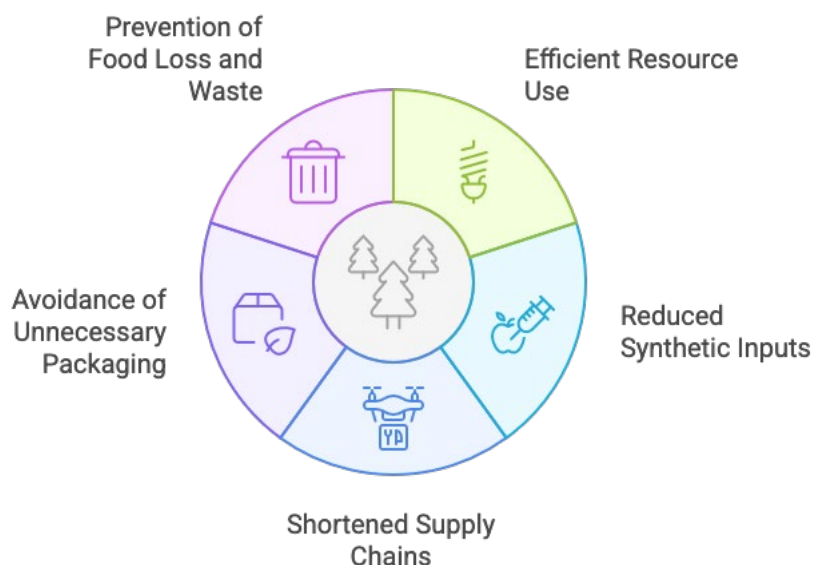 Prevention of
Food Loss and
Waste
Efficient Resource
Use
Avoidance of
Unnecessary
Packaging
Reduced
Synthetic Inputs
Shortened Supply
Chains